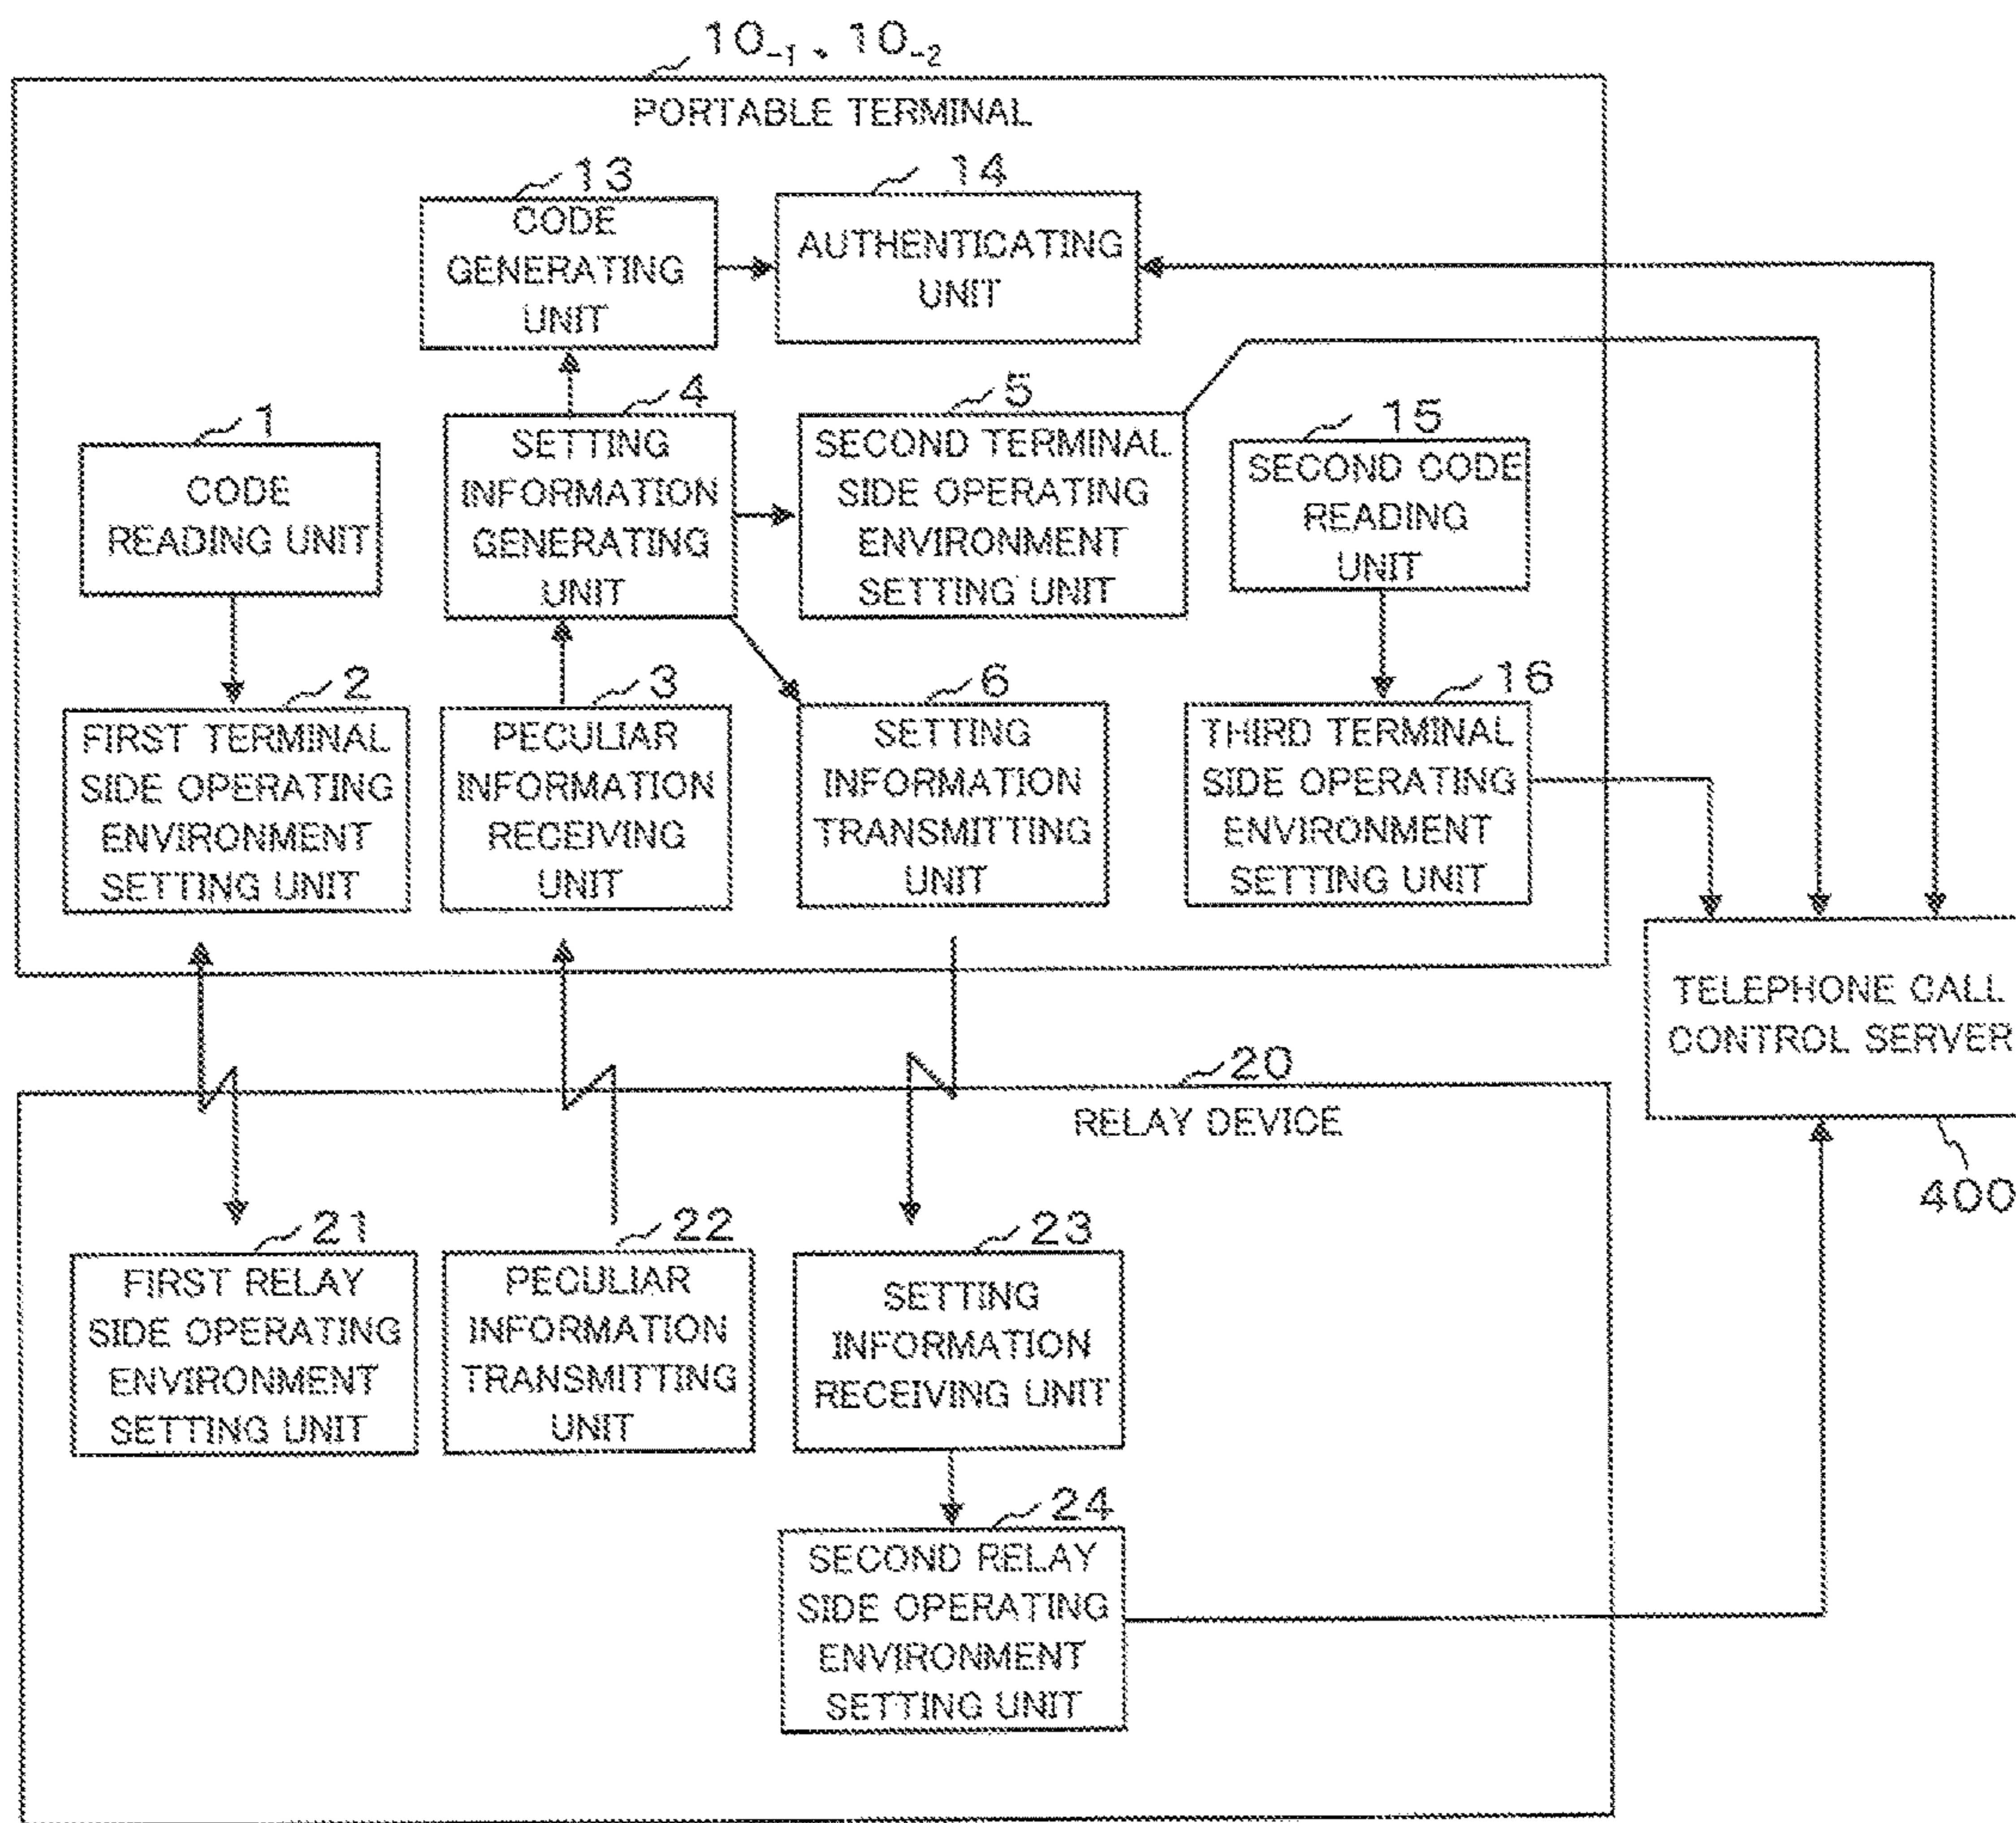 10-1、10-2
PORTABLE TERMINAL
13
CODE
GENERATING
UNIT
14
AUTHENTICATING
UNIT
1
CODE
READING UNIT
4
SETTING
INFORMATION
GENERATING
UNIT
5
SECOND TERMINAL
SIDE OPERATING
ENVIRONMENT
SETTING UNIT
15
SECOND CODE
READING
UNIT
2
FIRST TERMINAL
SIDE OPERATING
ENVIRONMENT
SETTING UNIT
3
PECULIAR
INFORMATION
RECEIVING
UNIT
6
SETTING
INFORMATION
TRANSMITTING
UNIT
16
THIRD TERMINAL
SIDE OPERATING
ENVIRONMENT
SETTING UNIT
TELEPHONE CALL
CONTROL SERVER
400
20
RELAY DEVICE
21
FIRST RELAY
SIDE OPERATING
ENVIRONMENT
SETTING UNIT
22
PECULIAR
INFORMATION
TRANSMITTING
UNIT
23
SETTING
INFORMATION
RECEIVING UNIT
24
SECOND RELAY
SIDE OPERATING
ENVIRONMENT
SETTING UNIT